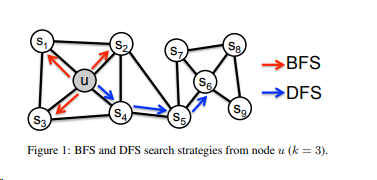 s1
s2
s7
s8
BFS
u
s6
DFS
s3
s4
s5
s9
Figure 1: BFS and DFS search strategies from node u (k = 3).